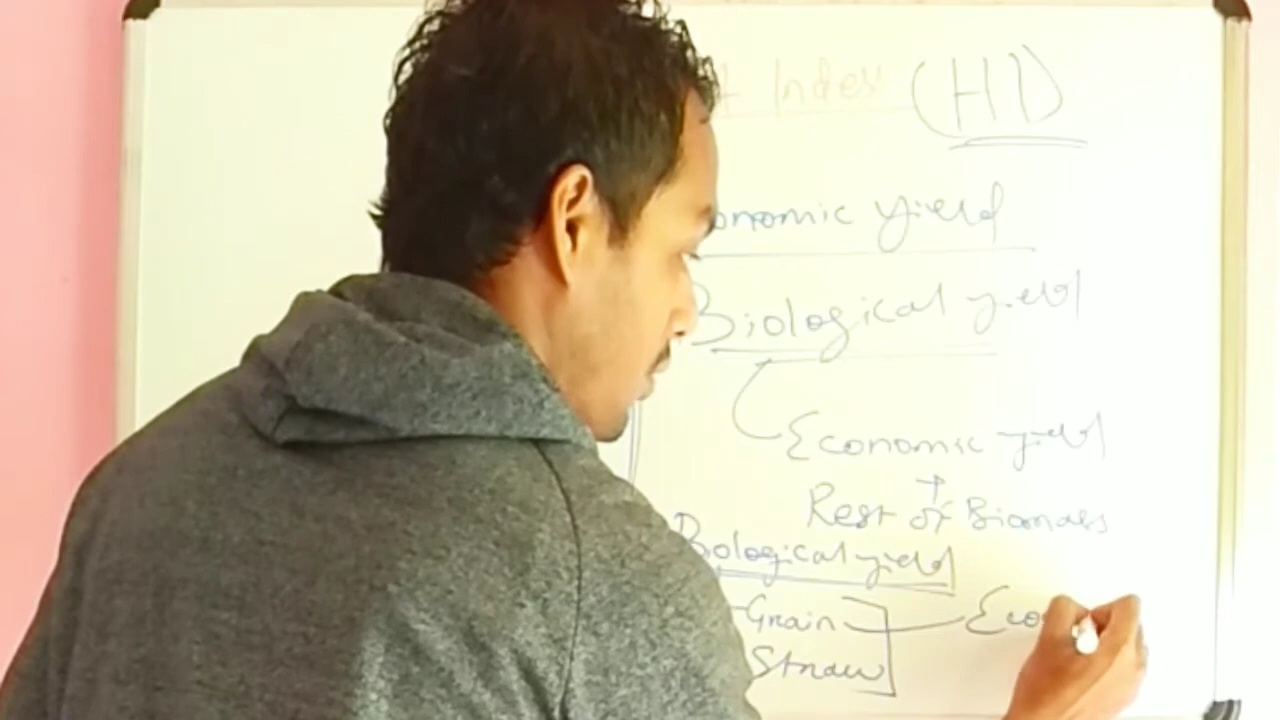 Index (HI)
onomic yield
Biological yield
Economic yield
+
Rest of Biomass
Biological yield
Grain Eco
Straw